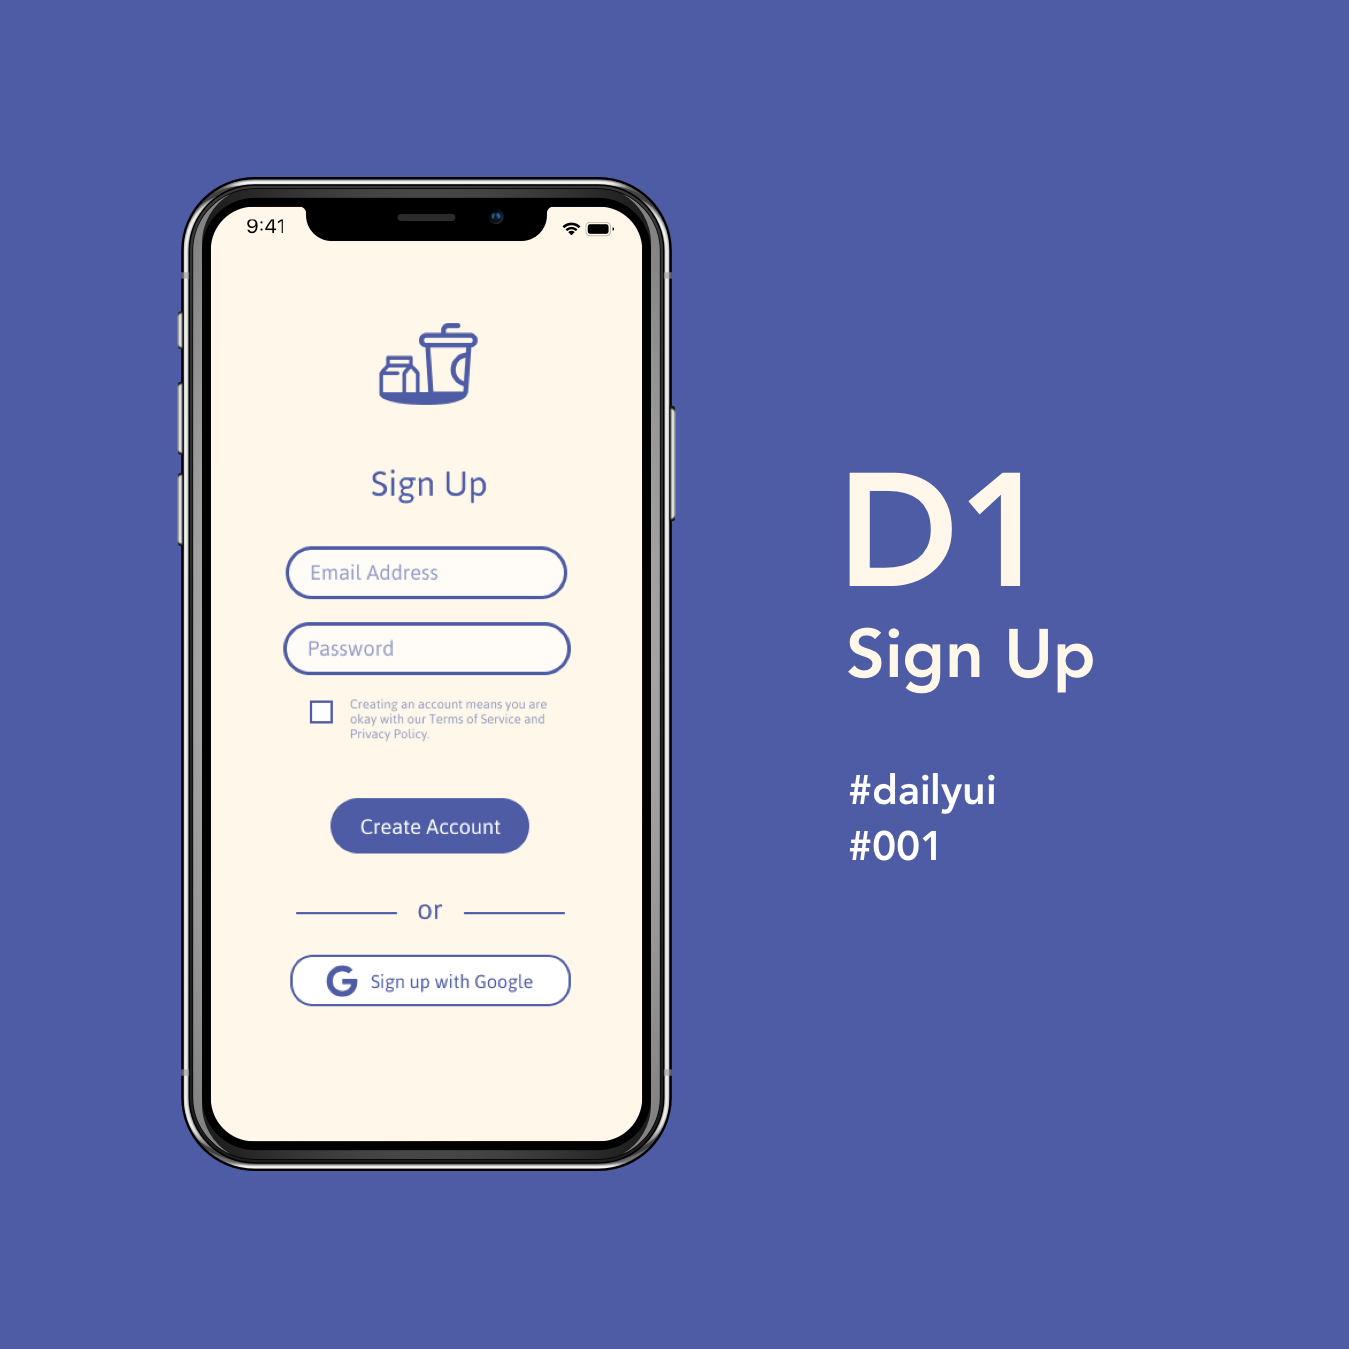 9:41
Sign Up
Email Address
Password
Creating an account means you are
okay with our Terms of Service and
Privacy Policy.
Create Account
or
G Sign up with Google
D1
Sign Up
#dailyui
#001